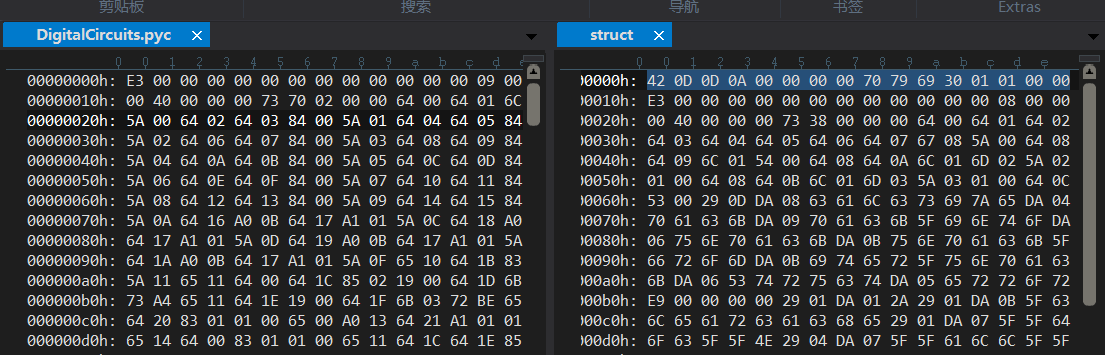 剪贴板 搜索 导航 书签 Extras
DigitalCircuits.pyc ×
0 0 1 2 3 4 5 6 7 8 9 a b c d e
00000000h: E3 00 00 00 00 00 00 00 00 00 00 00 00 09 00
00000010h: 00 40 00 00 00 73 70 02 00 00 64 00 64 01 6C
00000020h: 5A 00 64 02 64 03 84 00 5A 01 64 04 64 05 84
00000030h: 5A 02 64 06 64 07 84 00 5A 03 64 08 64 09 84
00000040h: 5A 04 64 0A 64 0B 84 00 5A 05 64 0C 64 0D 84
00000050h: 5A 06 64 0E 64 0F 84 00 5A 07 64 10 64 11 84
00000060h: 5A 08 64 12 64 13 84 00 5A 09 64 14 64 15 84
00000070h: 5A 0A 64 16 A0 0B 64 17 A1 01 5A 0C 64 18 A0
00000080h: 64 17 A1 01 5A 0D 64 19 A0 0B 64 17 A1 01 5A
00000090h: 64 1A A0 0B 64 17 A1 01 5A 0F 65 10 64 1B 83
000000a0h: 5A 11 65 11 64 00 64 1C 85 02 19 00 64 1D 6B
000000b0h: 73 A4 65 11 64 1E 19 00 64 1F 6B 03 72 BE 65
000000c0h: 64 20 83 01 01 00 65 00 A0 13 64 21 A1 01 01
000000d0h: 65 14 64 00 83 01 01 00 65 11 64 1C 64 1E 85
struct ×
0 0 1 2 3 4 5 6 7 8 9 a b c d e
00000h: 42 0D 0D 0A 00 00 00 00 70 79 69 30 01 01 00 00
00010h: E3 00 00 00 00 00 00 00 00 00 00 00 00 08 00 00
00020h: 00 40 00 00 00 73 38 00 00 00 64 00 64 01 64 02
00030h: 64 03 64 04 64 05 64 06 64 07 67 08 5A 00 64 08
00040h: 64 09 6C 01 54 00 64 08 64 0A 6C 01 6D 02 5A 02
00050h: 01 00 64 08 64 0B 6C 01 6D 03 5A 03 01 00 64 0C
00060h: 53 00 29 0D DA 08 63 61 6C 63 73 69 7A 65 DA 04
00070h: 70 61 63 6B DA 09 70 61 63 6B 5F 69 6E 74 6F DA
00080h: 06 75 6E 70 61 63 6B DA 0B 75 6E 70 61 63 6B 5F
00090h: 66 72 6F 6D DA 0B 69 74 65 72 5F 75 6E 70 61 63
000a0h: 6B DA 06 53 74 72 75 63 74 DA 05 65 72 72 6F 72
000b0h: E9 00 00 00 00 29 01 DA 01 2A 29 01 DA 0B 5F 63
000c0h: 6C 65 61 72 63 61 63 68 65 29 01 DA 07 5F 5F 64
000d0h: 6F 63 5F 5F 4E 29 04 DA 07 5F 5F 61 6C 6C 5F 5F